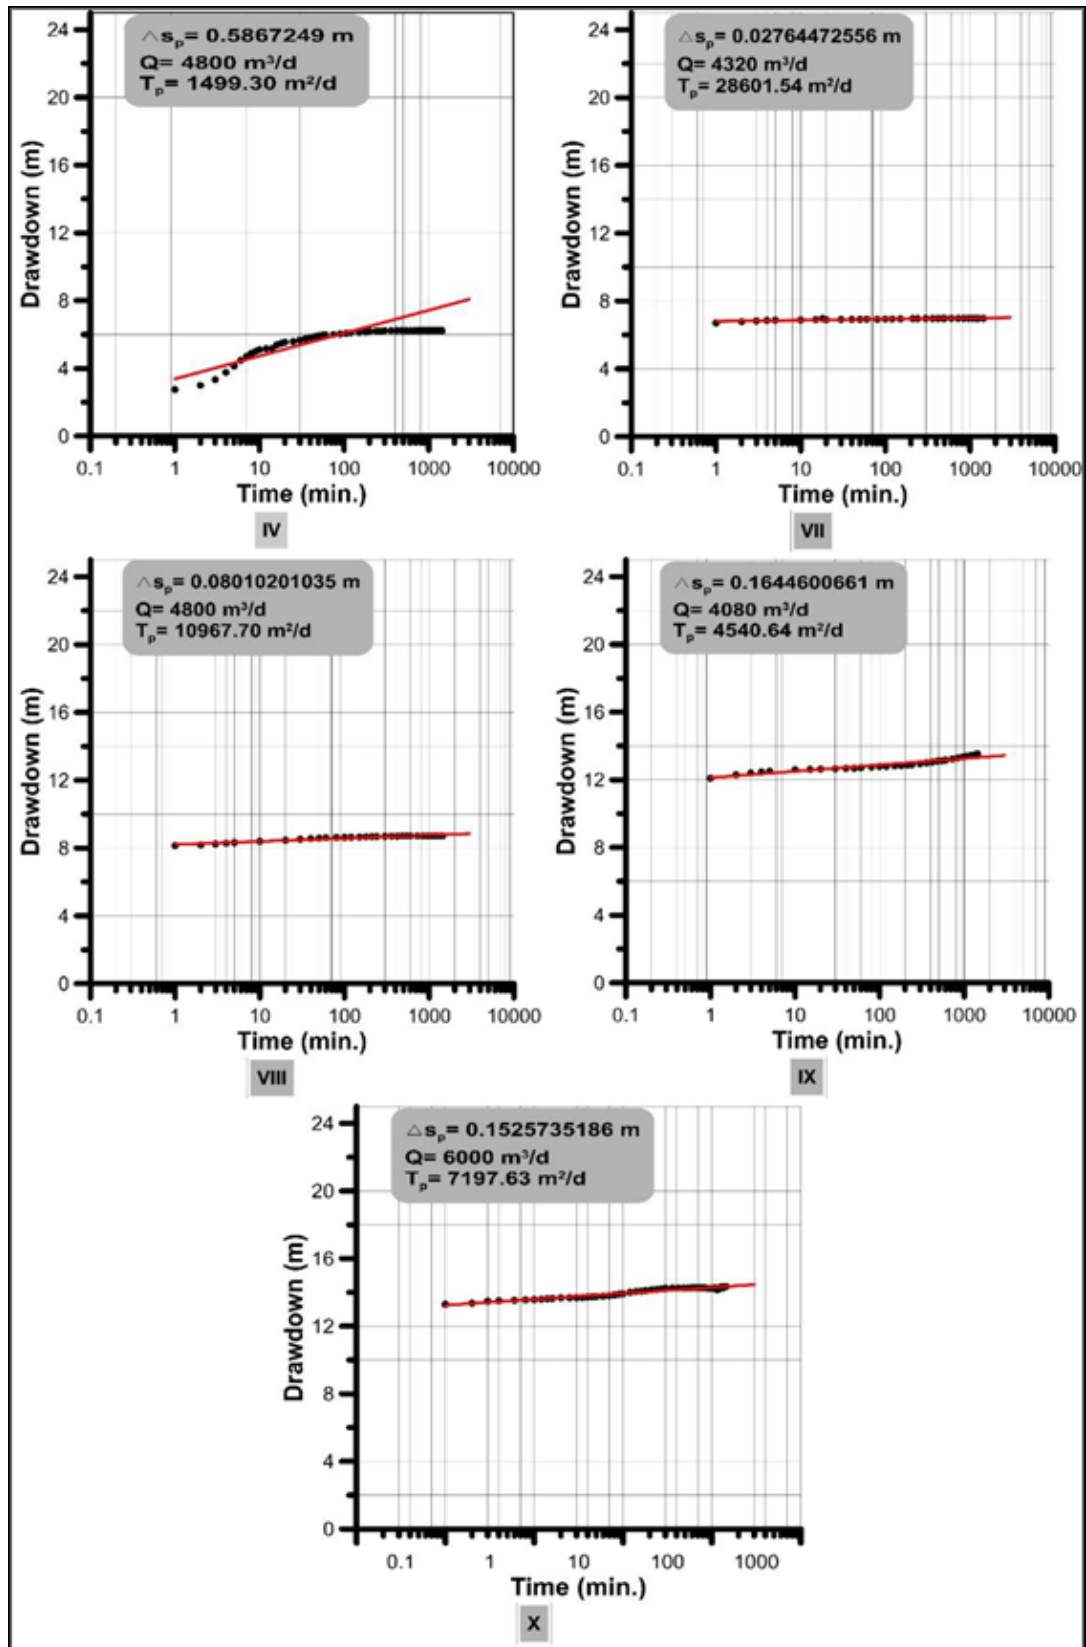 △sp= 0.5867249 m
Q= 4800 m³/d
Tp= 1499.30 m²/d
24
20
16
12
8
4
0
Drawdown (m)
0.1 1 10 100 1000 10000
Time (min.)
IV
△sp= 0.02764472556 m
Q= 4320 m³/d
Tp= 28601.54 m²/d
24
20
16
12
8
4
0
Drawdown (m)
0.1 1 10 100 1000 10000
Time (min.)
VII
△sp= 0.08010201035 m
Q= 4800 m³/d
Tp= 10967.70 m²/d
24
20
16
12
8
4
0
Drawdown (m)
0.1 1 10 100 1000 10000
Time (min.)
VIII
△sp= 0.1644600661 m
Q= 4080 m³/d
Tp= 4540.64 m²/d
24
20
16
12
8
4
0
Drawdown (m)
0.1 1 10 100 1000 10000
Time (min.)
IX
△sp= 0.1525735186 m
Q= 6000 m³/d
Tp= 7197.63 m²/d
24
20
16
12
8
4
0
Drawdown (m)
0.1 1 10 100 1000
Time (min.)
X